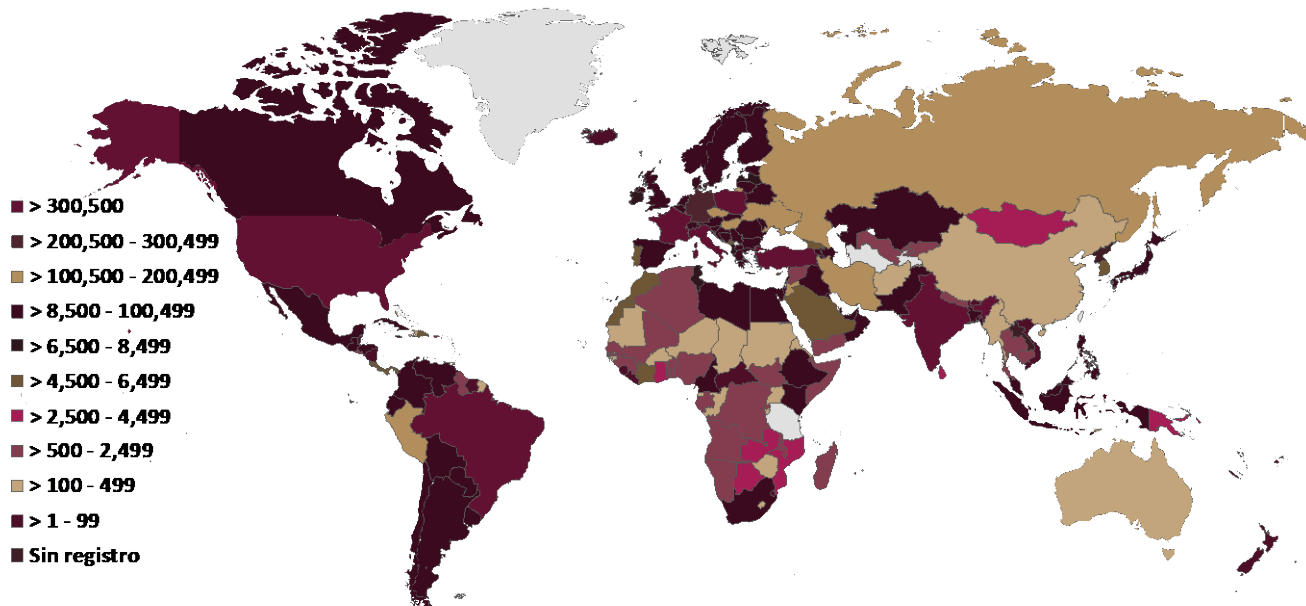 > 300,500
> 200,500 - 300,499
> 100,500 - 200,499
> 8,500 - 100,499
> 6,500 - 8,499
> 4,500 - 6,499
> 2,500 - 4,499
> 500 - 2,499
> 100 - 499
> 1 - 99
Sin registro